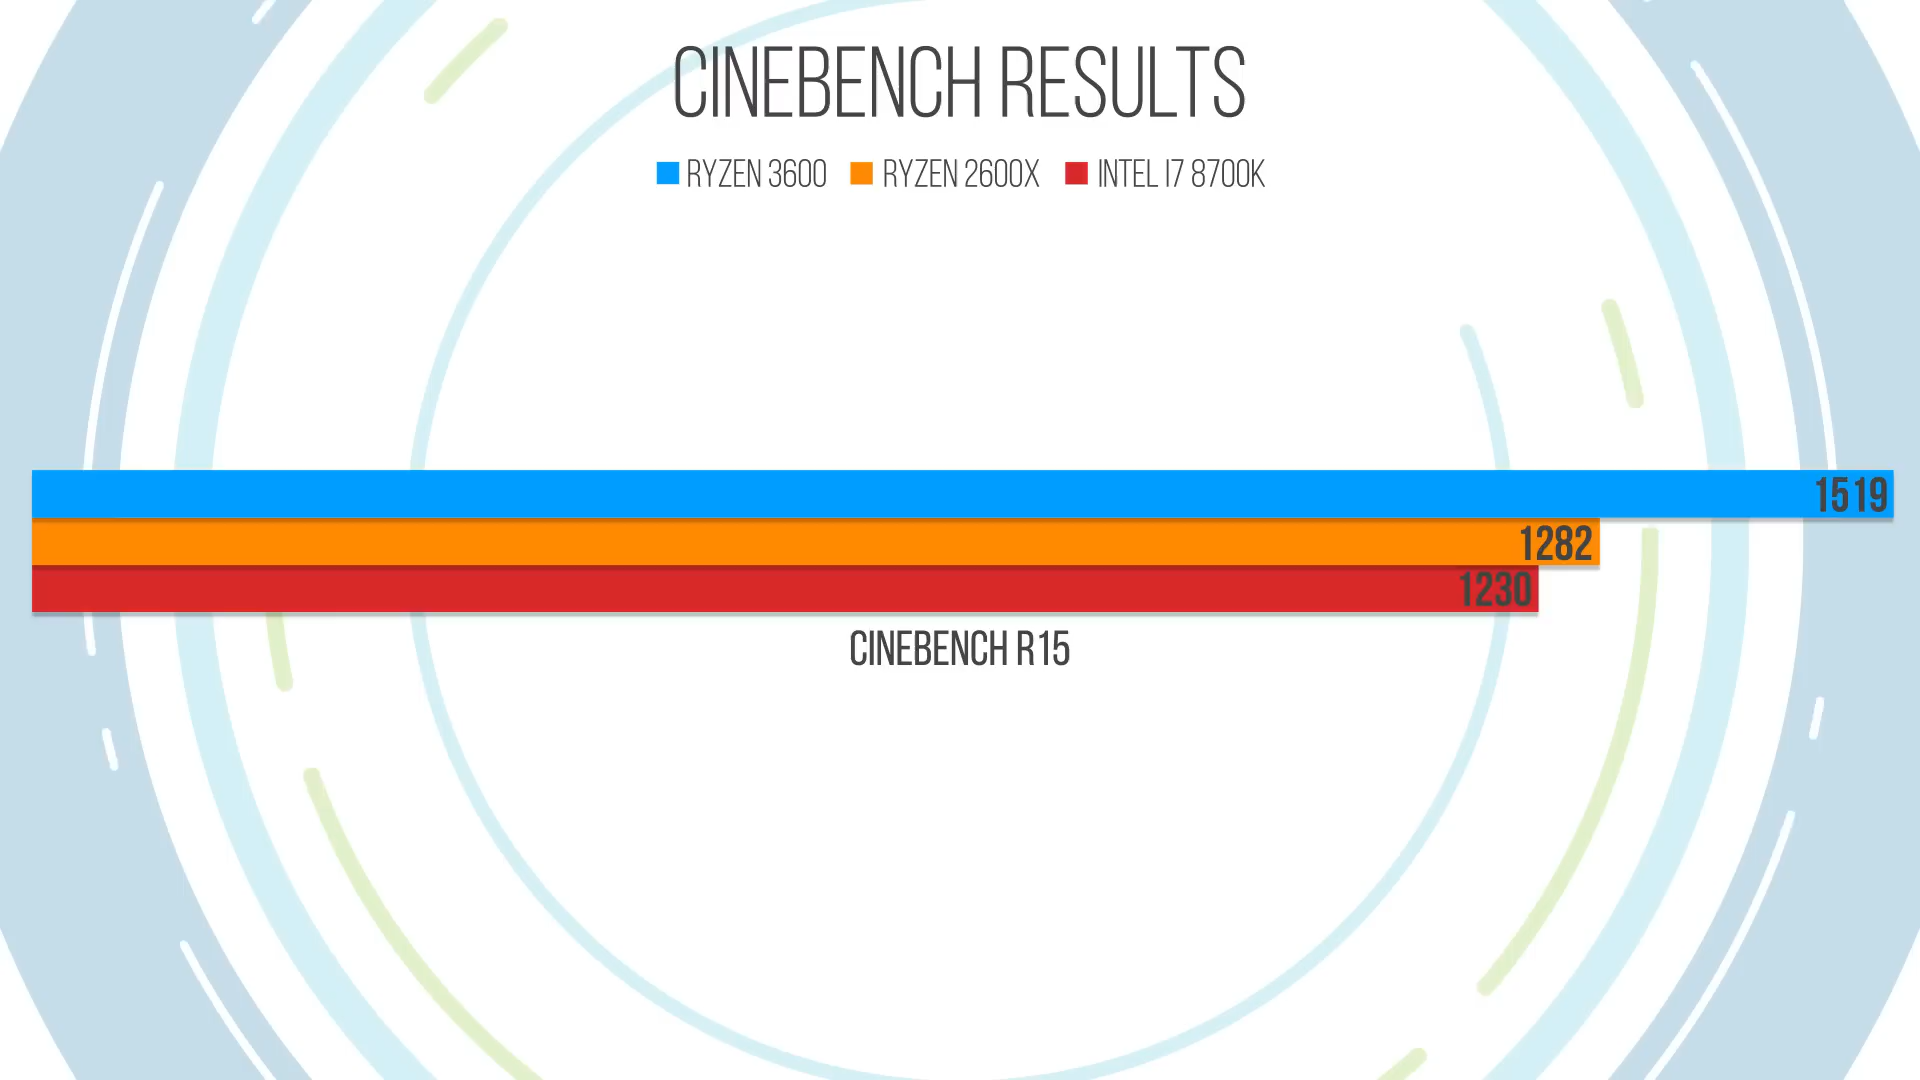 CINEBENCH RESULTS
RYZEN 3600 RYZEN 2600X INTEL I7 8700K
1519
1282
1230
CINEBENCH R15